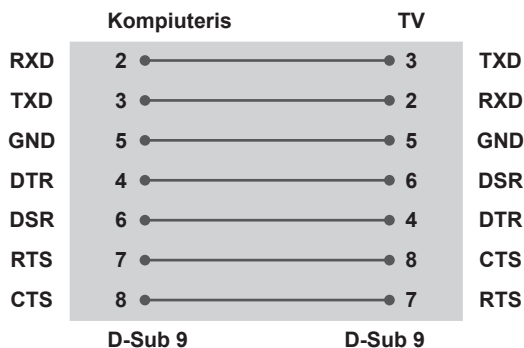 Kompiuteris TV
RXD 2 3 TXD
TXD 3 2 RXD
GND 5 5 GND
DTR 4 6 DSR
DSR 6 4 DTR
RTS 7 8 CTS
CTS 8 7 RTS
D-Sub 9 D-Sub 9